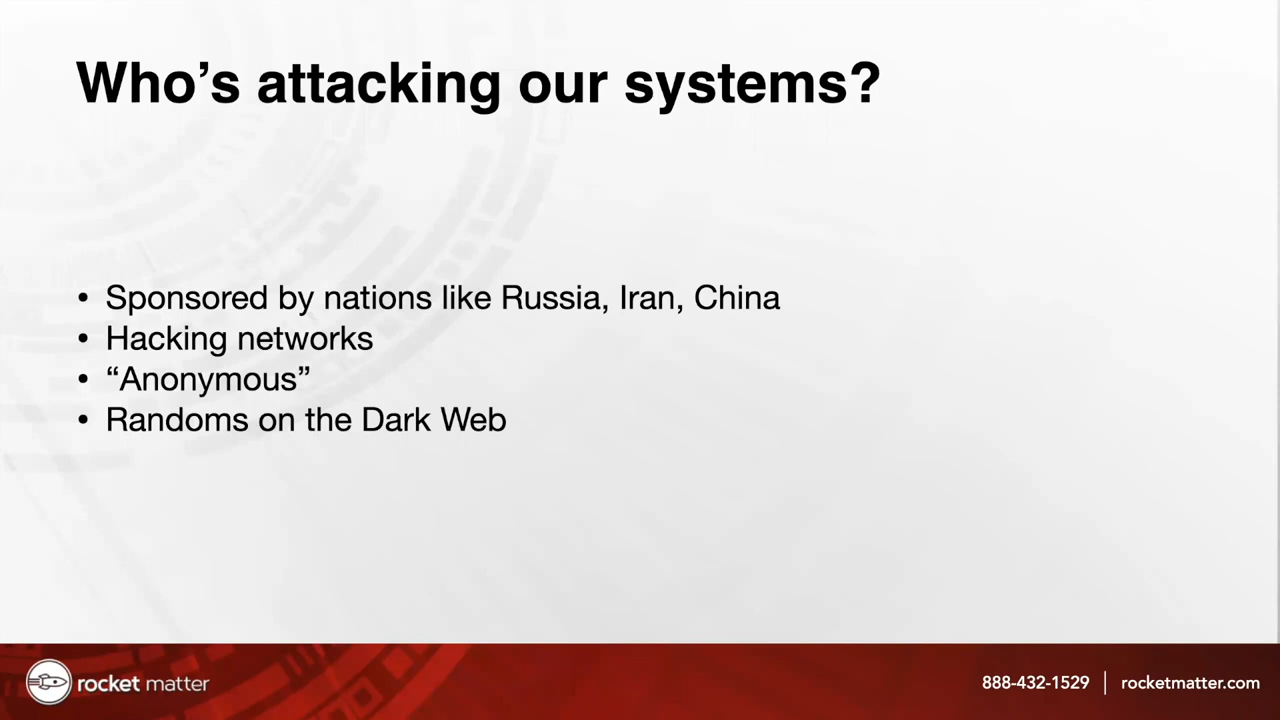 Who’s attacking our systems?
• Sponsored by nations like Russia, Iran, China
• Hacking networks
• “Anonymous”
• Randoms on the Dark Web
rocket matter
888-432-1529 | rocketmatter.com